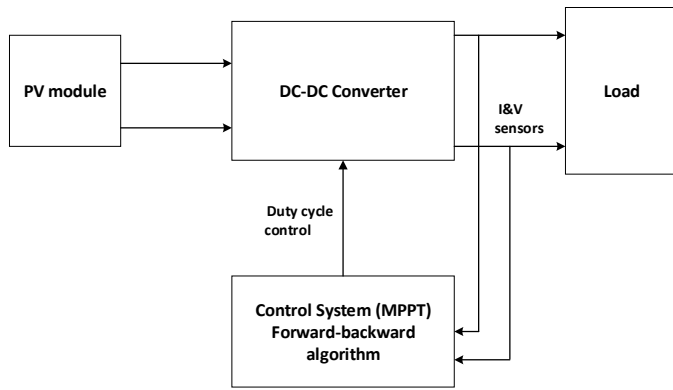 PV module
DC-DC Converter
Load
I&V
sensors
Duty cycle
control
Control System (MPPT)
Forward-backward
algorithm